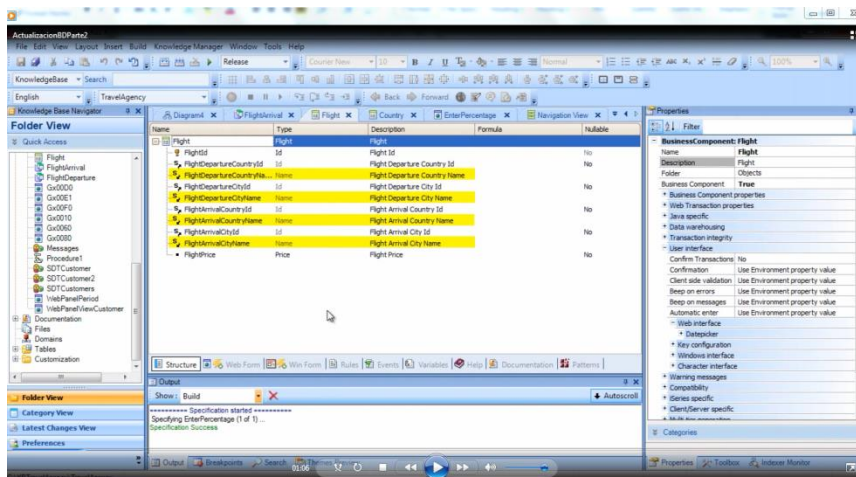 ActualizacionBDParte2
File Edit View Layout Insert Build Knowledge Manager Window Tools Help
Release Courier New 10 B I U Normal ABC 100%
KnowledgeBase Search
English TravelAgency Back Forward
Knowledge Base Navigator
Folder View
Quick Access
Flight
FlightArrival
FlightDeparture
Gx00D0
Gx00E1
Gx00F0
Gx0010
Gx0060
Gx0080
Messages
Procedure1
SDTCustomer
SDTCustomer2
SDTCustomers
WebPanelPeriod
WebPanelViewCustomer
Documentation
Files
Domains
Tables
Customization
Folder View
Category View
Latest Changes View
Preferences
Diagram4 FlightArrival Flight Country EnterPercentage Navigation View
Name Type Description Formula Nullable
Flight Flight Flight
FlightId Id Flight Id No
FlightDepartureCountryId Id Flight Departure Country Id No
FlightDepartureCountryNa... Name Flight Departure Country Name
FlightDepartureCityId Id Flight Departure City Id No
FlightDepartureCityName Name Flight Departure City Name
FlightArrivalCountryId Id Flight Arrival Country Id No
FlightArrivalCountryName Name Flight Arrival Country Name
FlightArrivalCityId Id Flight Arrival City Id No
FlightArrivalCityName Name Flight Arrival City Name
FlightPrice Price Flight Price No
Structure Web Form Win Form Rules Events Variables Help Documentation Patterns
Output
Show: Build Autoscroll
========== Specification started ==========
Specifying EnterPercentage (1 of 1) ...
Specification Success
Output Breakpoints Search
01:06
Properties
Filter
BusinessComponent: Flight
Name Flight
Description Flight
Folder Objects
Business Component True
Business Component properties
Web Transaction properties
Java specific
Data warehousing
Transaction integrity
User interface
Confirm Transactions No
Confirmation Use Environment property value
Client side validation Use Environment property value
Beep on errors Use Environment property value
Beep on messages Use Environment property value
Automatic enter Use Environment property value
Web interface
Datepicker
Key configuration
Windows interface
Character interface
Warning messages
Compatibility
iSeries specific
Client/Server specific
Categories
Properties Toolbox Indexer Monitor